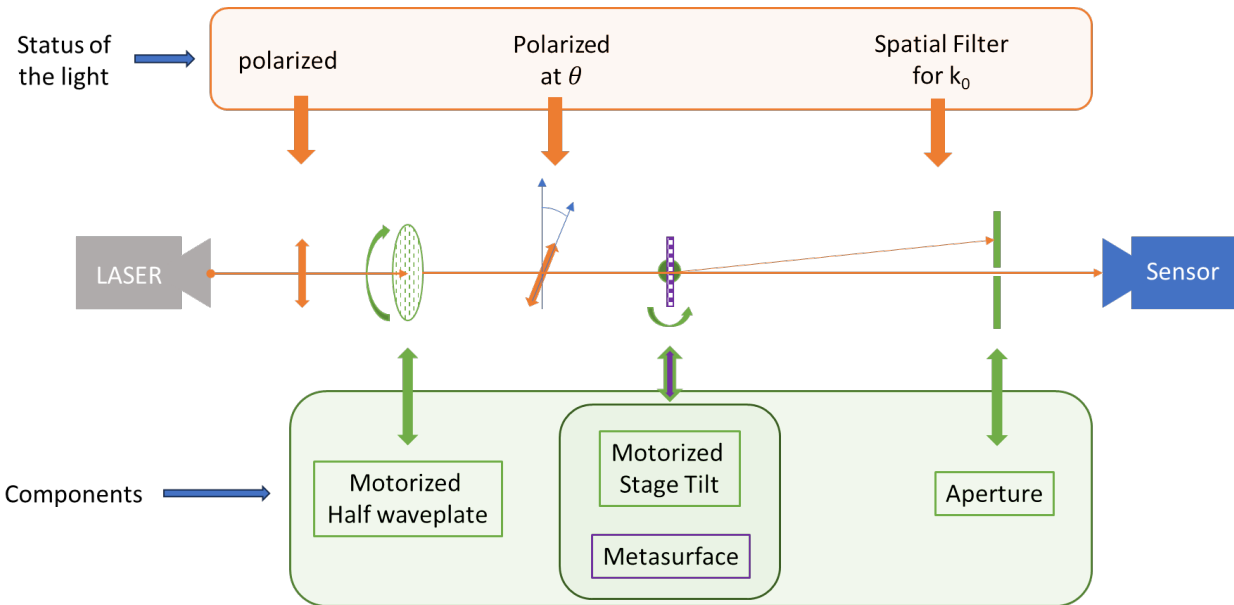 Status of
the light
polarized
Polarized
at θ
Spatial Filter
for k₀
LASER
Sensor
Components
Motorized
Half waveplate
Motorized
Stage Tilt
Metasurface
Aperture